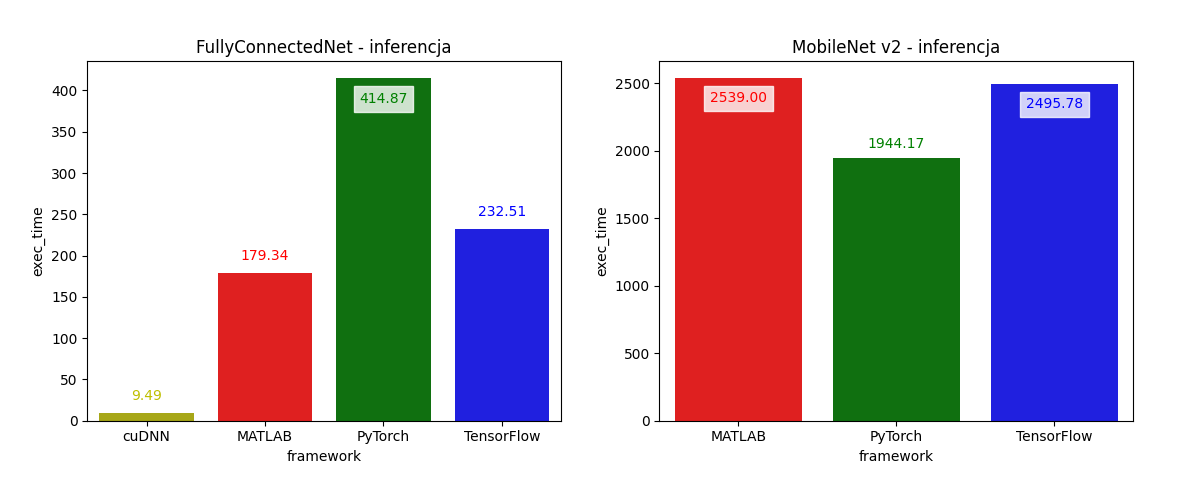 FullyConnectedNet - inferencja
exec_time
400
350
300
250
200
150
100
50
0
9.49
179.34
414.87
232.51
cuDNN
MATLAB
PyTorch
TensorFlow
framework
MobileNet v2 - inferencja
exec_time
2500
2000
1500
1000
500
0
2539.00
1944.17
2495.78
MATLAB
PyTorch
TensorFlow
framework